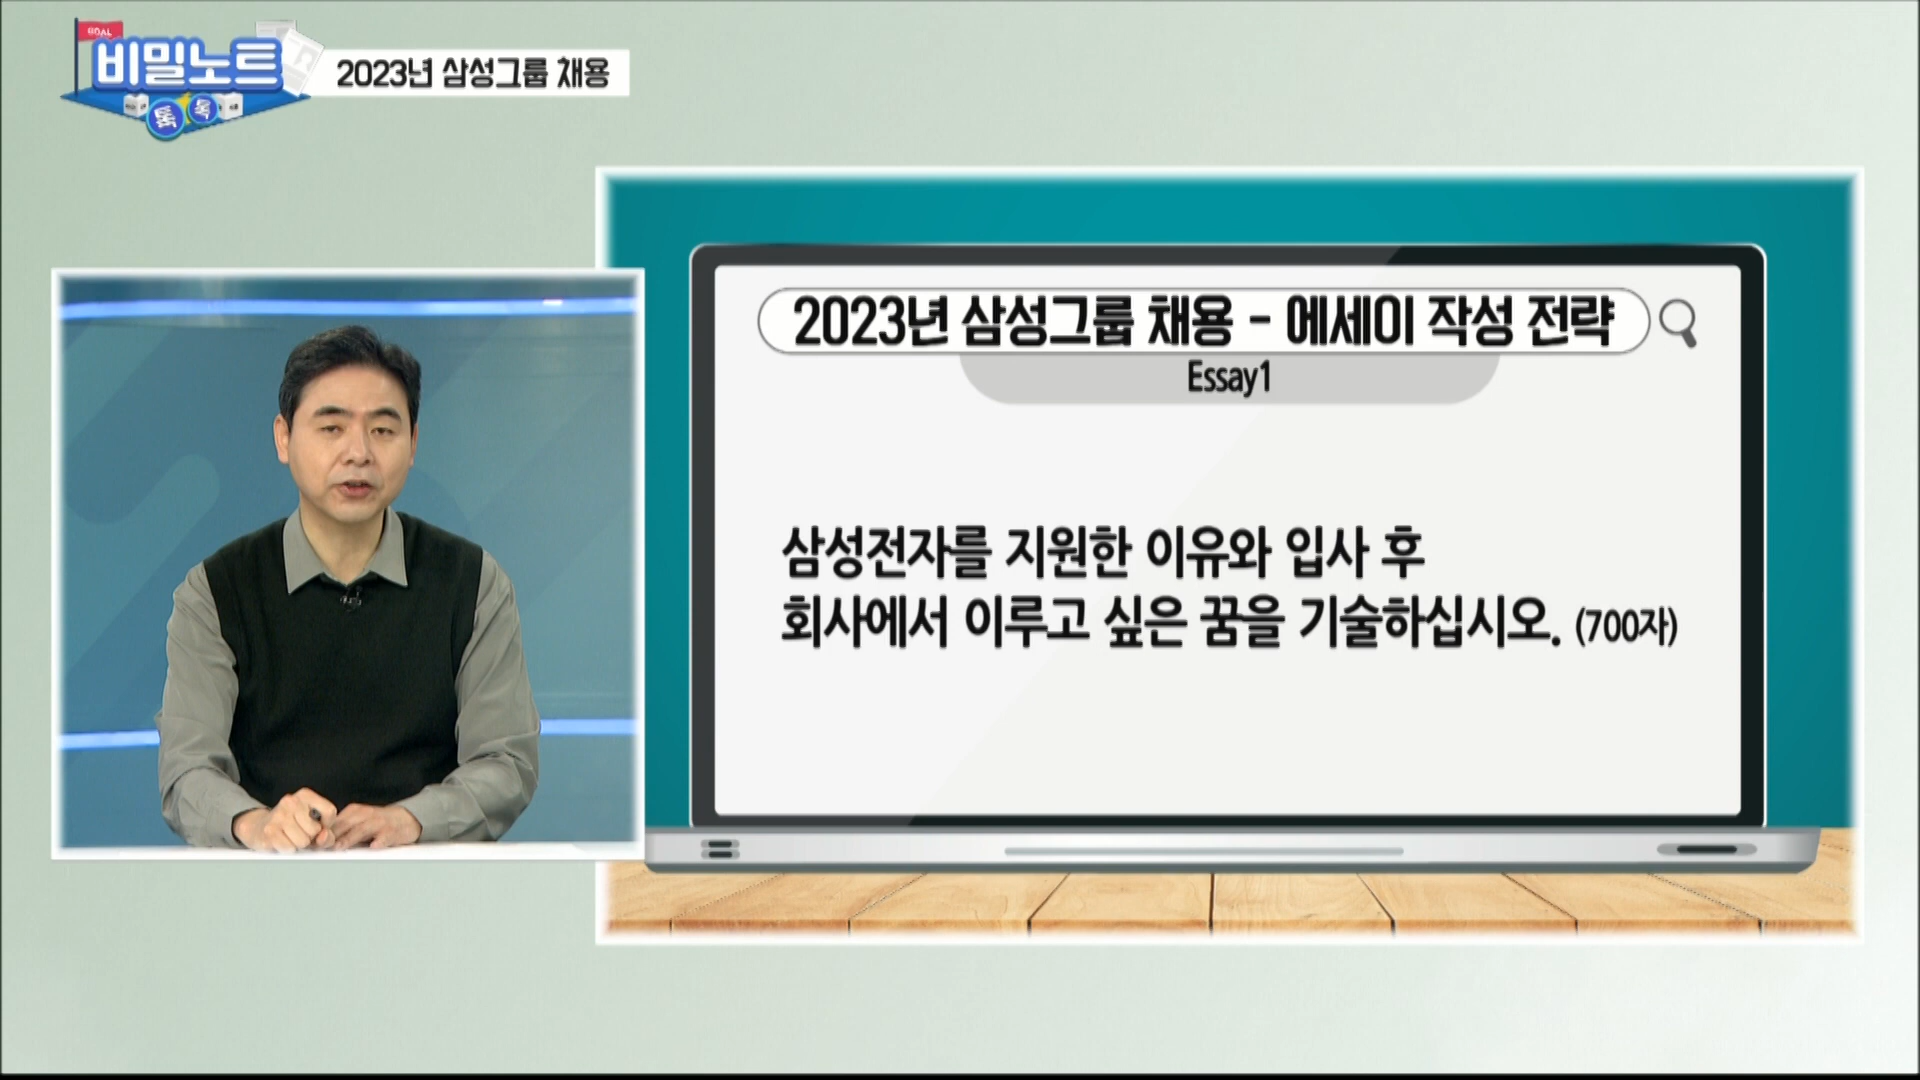 GOAL
비밀노트
톡톡
2023년 삼성그룹 채용
2023년 삼성그룹 채용 - 에세이 작성 전략
Essay1
삼성전자를 지원한 이유와 입사 후
회사에서 이루고 싶은 꿈을 기술하십시오. (700자)